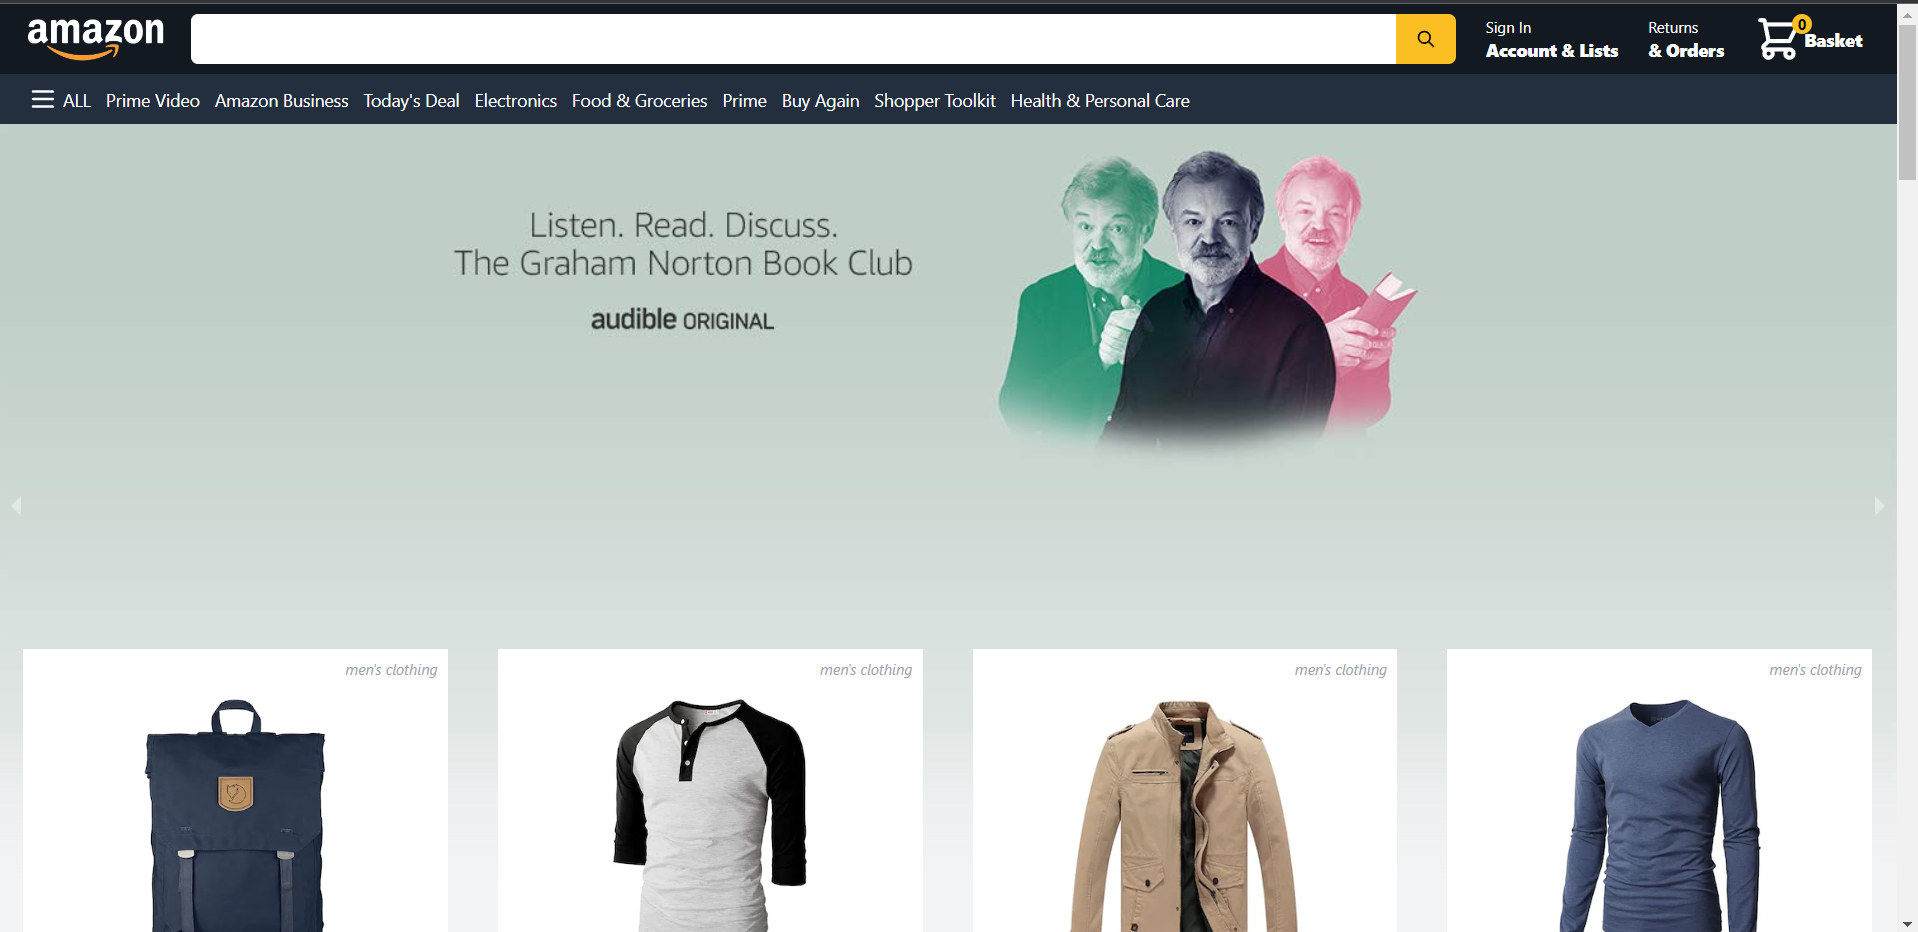 amazon
Sign In
Account & Lists
Returns
& Orders
0
Basket
ALL Prime Video Amazon Business Today's Deal Electronics Food & Groceries Prime Buy Again Shopper Toolkit Health & Personal Care
Listen. Read. Discuss.
The Graham Norton Book Club
audible ORIGINAL
men's clothing
men's clothing
men's clothing
men's clothing